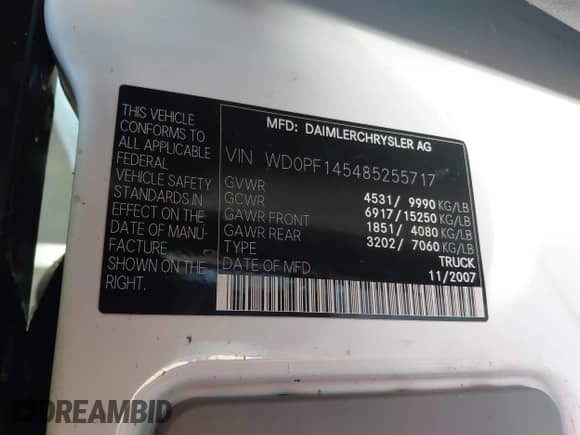 MFD: DAIMLERCHRYSLER AG
THIS VEHICLE
CONFORMS TO
ALL APPLICABLE
FEDERAL
VEHICLE SAFETY
STANDARDS IN
EFFECT ON THE
DATE OF MANU-
FACTURE
SHOWN ON THE
RIGHT.
VIN WD0PF145485255717
GVWR 4531/ 9990 KG/LB
GCWR 6917/15250 KG/LB
GAWR FRONT 1851/ 4080 KG/LB
GAWR REAR 3202/ 7060 KG/LB
TYPE TRUCK
DATE OF MFD 11/2007
DREAMBID